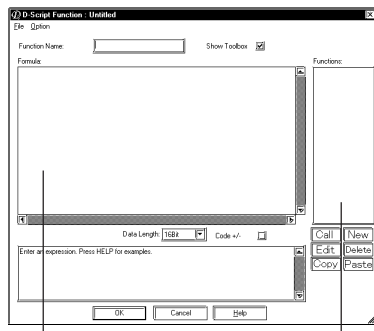 D-Script Function : Untitled
File Option
Function Name: Show Toolbox
Formula: Functions:
Data Length: 16Bit Code +/-
Call New
Enter an expression. Press HELP for examples.
Edit Delete
Copy Paste
OK Cancel Help